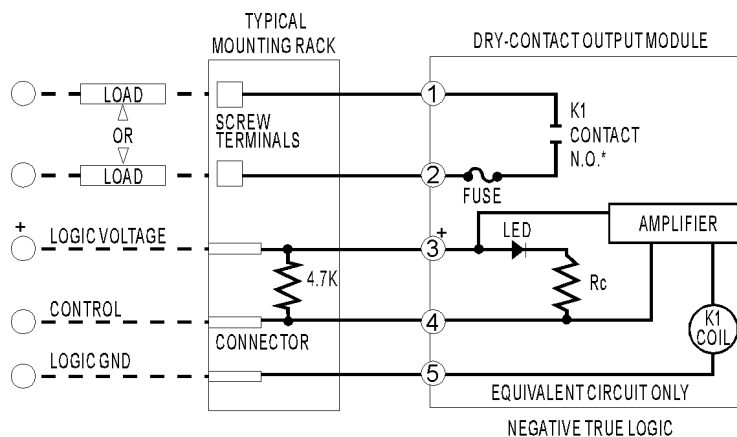 TYPICAL
MOUNTING RACK
DRY-CONTACT OUTPUT MODULE
LOAD
OR
LOAD
SCREW
TERMINALS
1
K1
CONTACT
N.O.*
2
FUSE
+
LOGIC VOLTAGE
4.7K
+
3
LED
AMPLIFIER
Rc
CONTROL
CONNECTOR
4
K1
COIL
LOGIC GND
5
EQUIVALENT CIRCUIT ONLY
NEGATIVE TRUE LOGIC